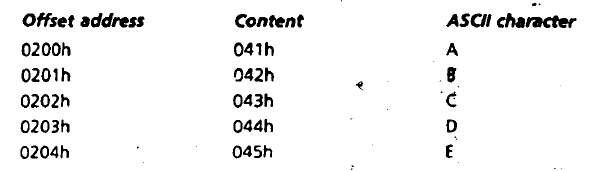 Offset address Content ASCII character
0200h 041h A
0201h 042h B
0202h 043h C
0203h 044h D
0204h 045h E